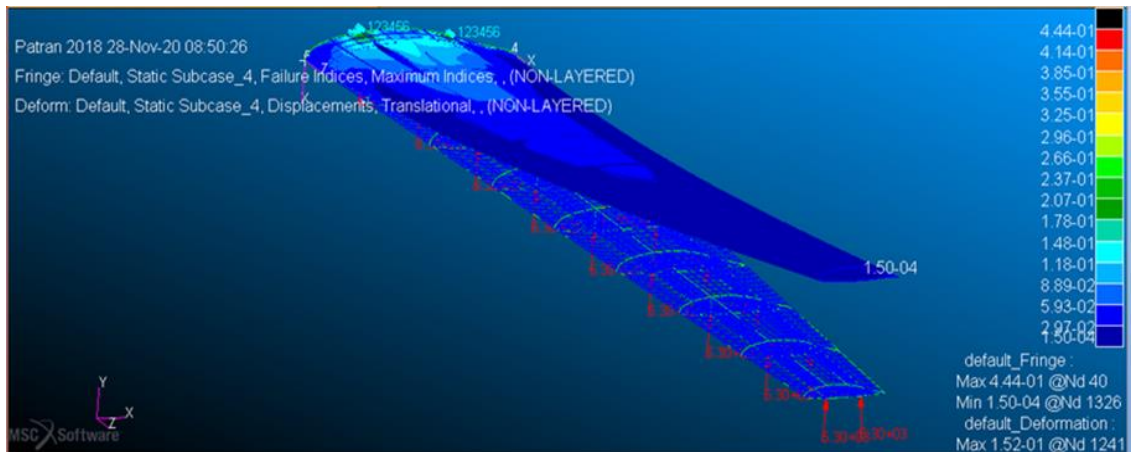 123456
123456
Patran 2018 28-Nov-20 08:50:26
Fringe: Default, Static Subcase_4, Failure Indices, Maximum Indices, , (NON-LAYERED)
Deform: Default, Static Subcase_4, Displacements, Translational, , (NON-LAYERED)
X
4.44-01
4.14-01
3.85-01
3.55-01
3.25-01
2.96-01
2.66-01
2.37-01
2.07-01
1.78-01
1.48-01
1.18-01
8.89-02
5.93-02
2.97-02
1.50-04
1.50-04
default_Fringe :
Max 4.44-01 @Nd 40
Min 1.50-04 @Nd 1326
default_Deformation :
Max 1.52-01 @Nd 1241
Y
X
Z
MSC Software